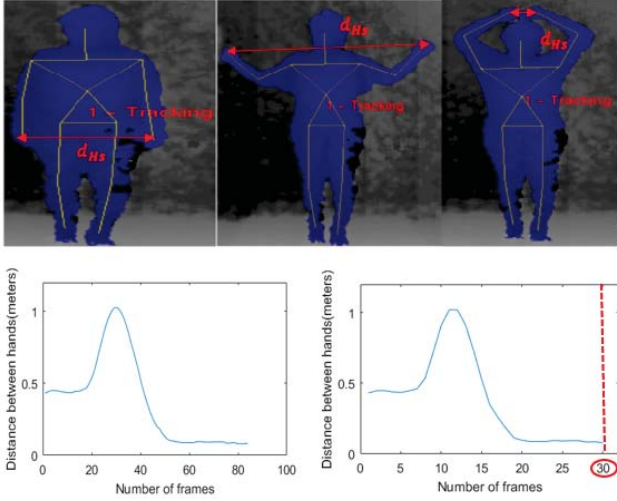 d_Hs
1 - Tracking
d_Hs
1 - Tracking
d_Hs
1 - Tracking
Distance between hands(meters)
1
0.5
0
0 20 40 60 80 100
Number of frames
Distance between hands(meters)
1
0.5
0
0 5 10 15 20 25 30
Number of frames